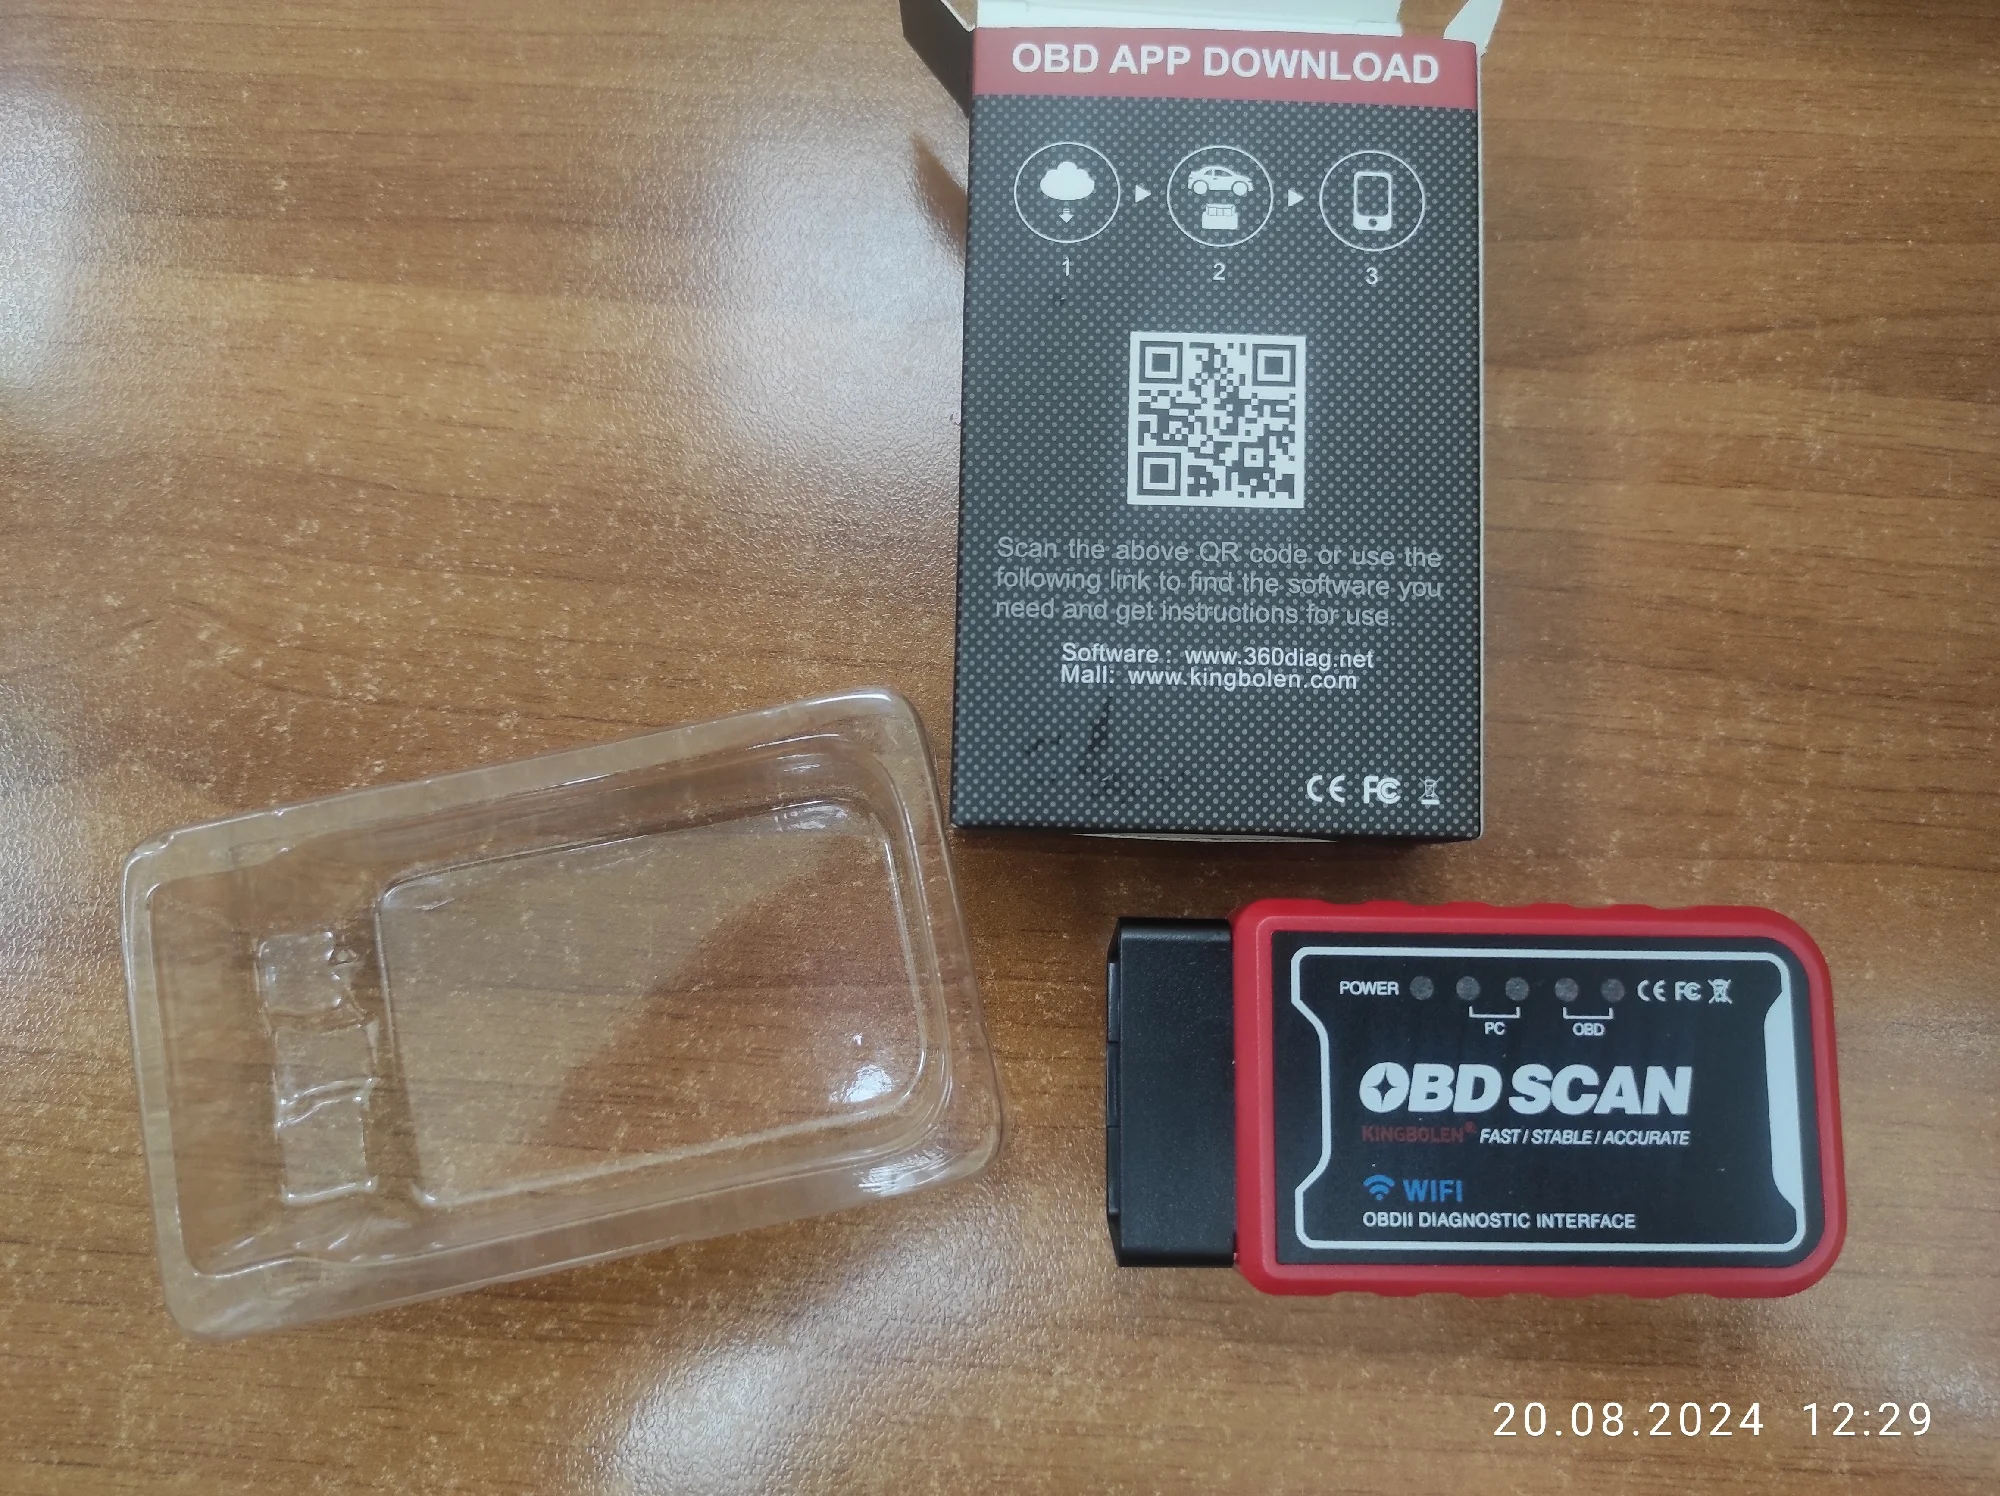 OBD APP DOWNLOAD
1 2 3
Scan the above QR code or use the
following link to find the software you
need and get instructions for use.
Software : www.360diag.net
Mall: www.kingbolen.com
CE FC
POWER CE FC
PC OBD
OBD SCAN
KINGBOLEN® FAST / STABLE / ACCURATE
WIFI
OBDII DIAGNOSTIC INTERFACE
20.08.2024 12:29